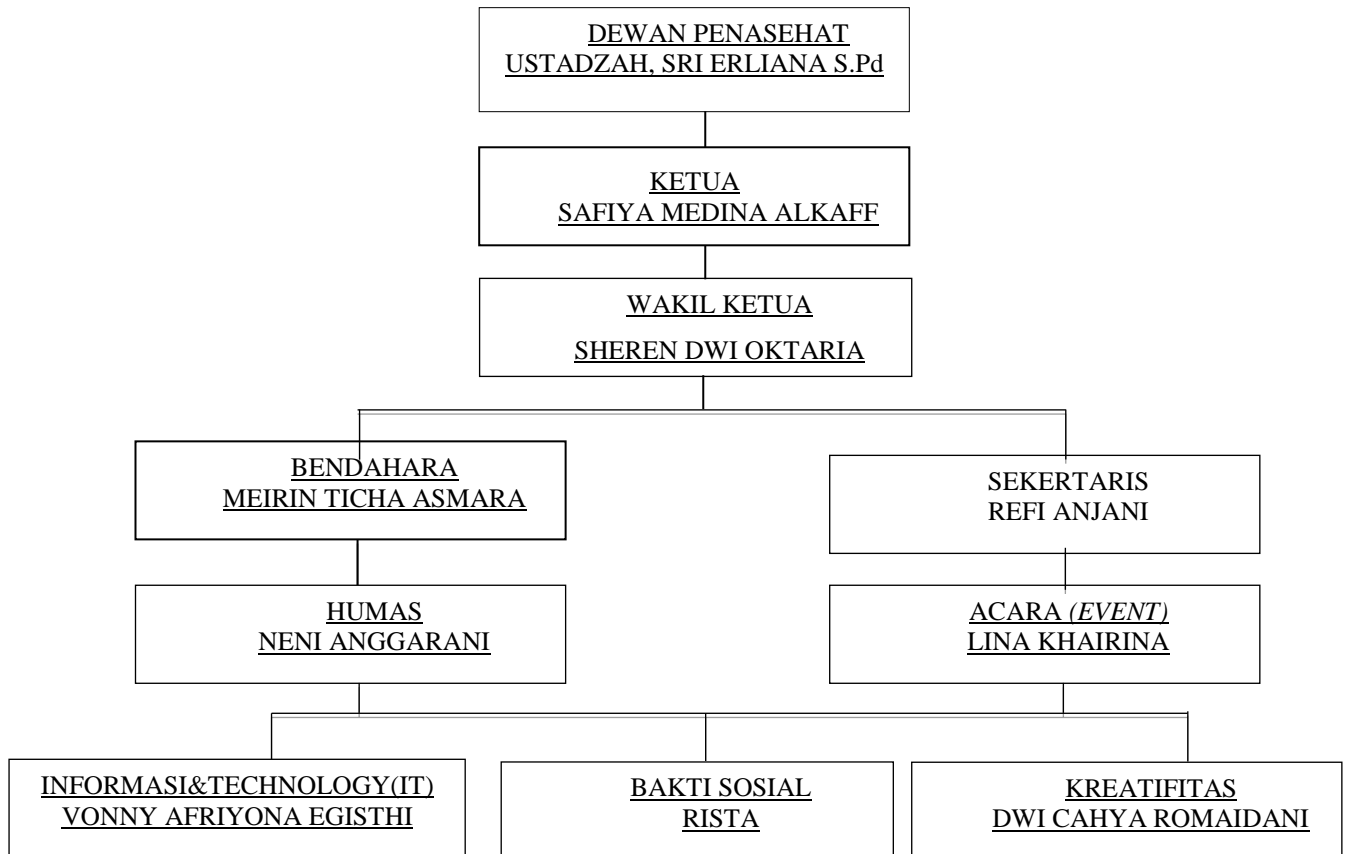 DEWAN PENASEHAT
USTADZAH, SRI ERLIANA S.Pd
KETUA
SAFIYA MEDINA ALKAFF
WAKIL KETUA
SHEREN DWI OKTARIA
BENDAHARA
MEIRIN TICHA ASMARA
SEKERTARIS
REFI ANJANI
HUMAS
NENI ANGGARANI
ACARA (EVENT)
LINA KHAIRINA
INFORMASI&TECHNOLOGY(IT)
VONNY AFRIYONA EGISTHI
BAKTI SOSIAL
RISTA
KREATIFITAS
DWI CAHYA ROMAIDANI